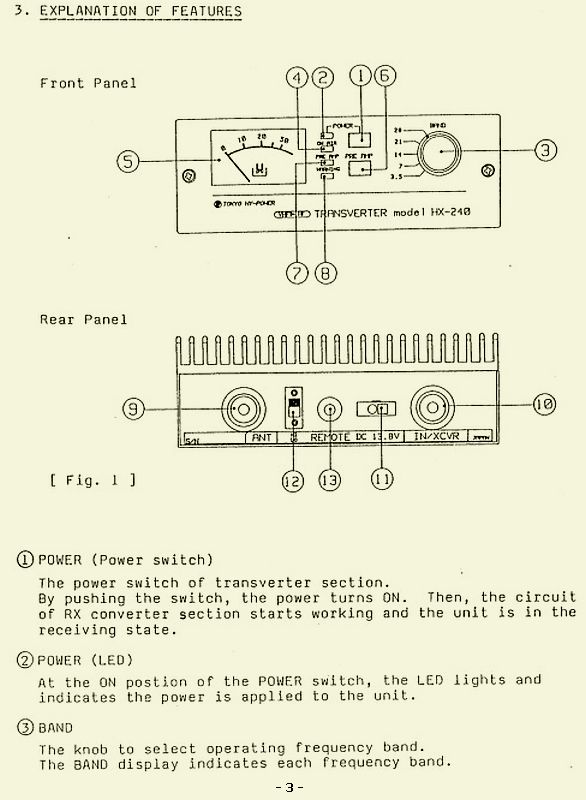 3. EXPLANATION OF FEATURES
Front Panel
④ ② ① ⑥
⑤
③
0 10 20 50
W
POWER
ON AIR
PRE AMP
WARNING
PRE AMP
BAND
28
21
14
7
3.5
TOKYO HY-POWER
TRANSVERTER model HX-240
⑦ ⑧
Rear Panel
⑨
⑩
S/N ANT REMOTE DC 13.8V IN/XCVR JAPAN
[ Fig. 1 ]
⑫ ⑬ ⑪
① POWER (Power switch)
The power switch of transverter section.
By pushing the switch, the power turns ON. Then, the circuit
of RX converter section starts working and the unit is in the
receiving state.
② POWER (LED)
At the ON postion of the POWER switch, the LED lights and
indicates the power is applied to the unit.
③ BAND
The knob to select operating frequency band.
The BAND display indicates each frequency band.
-3-